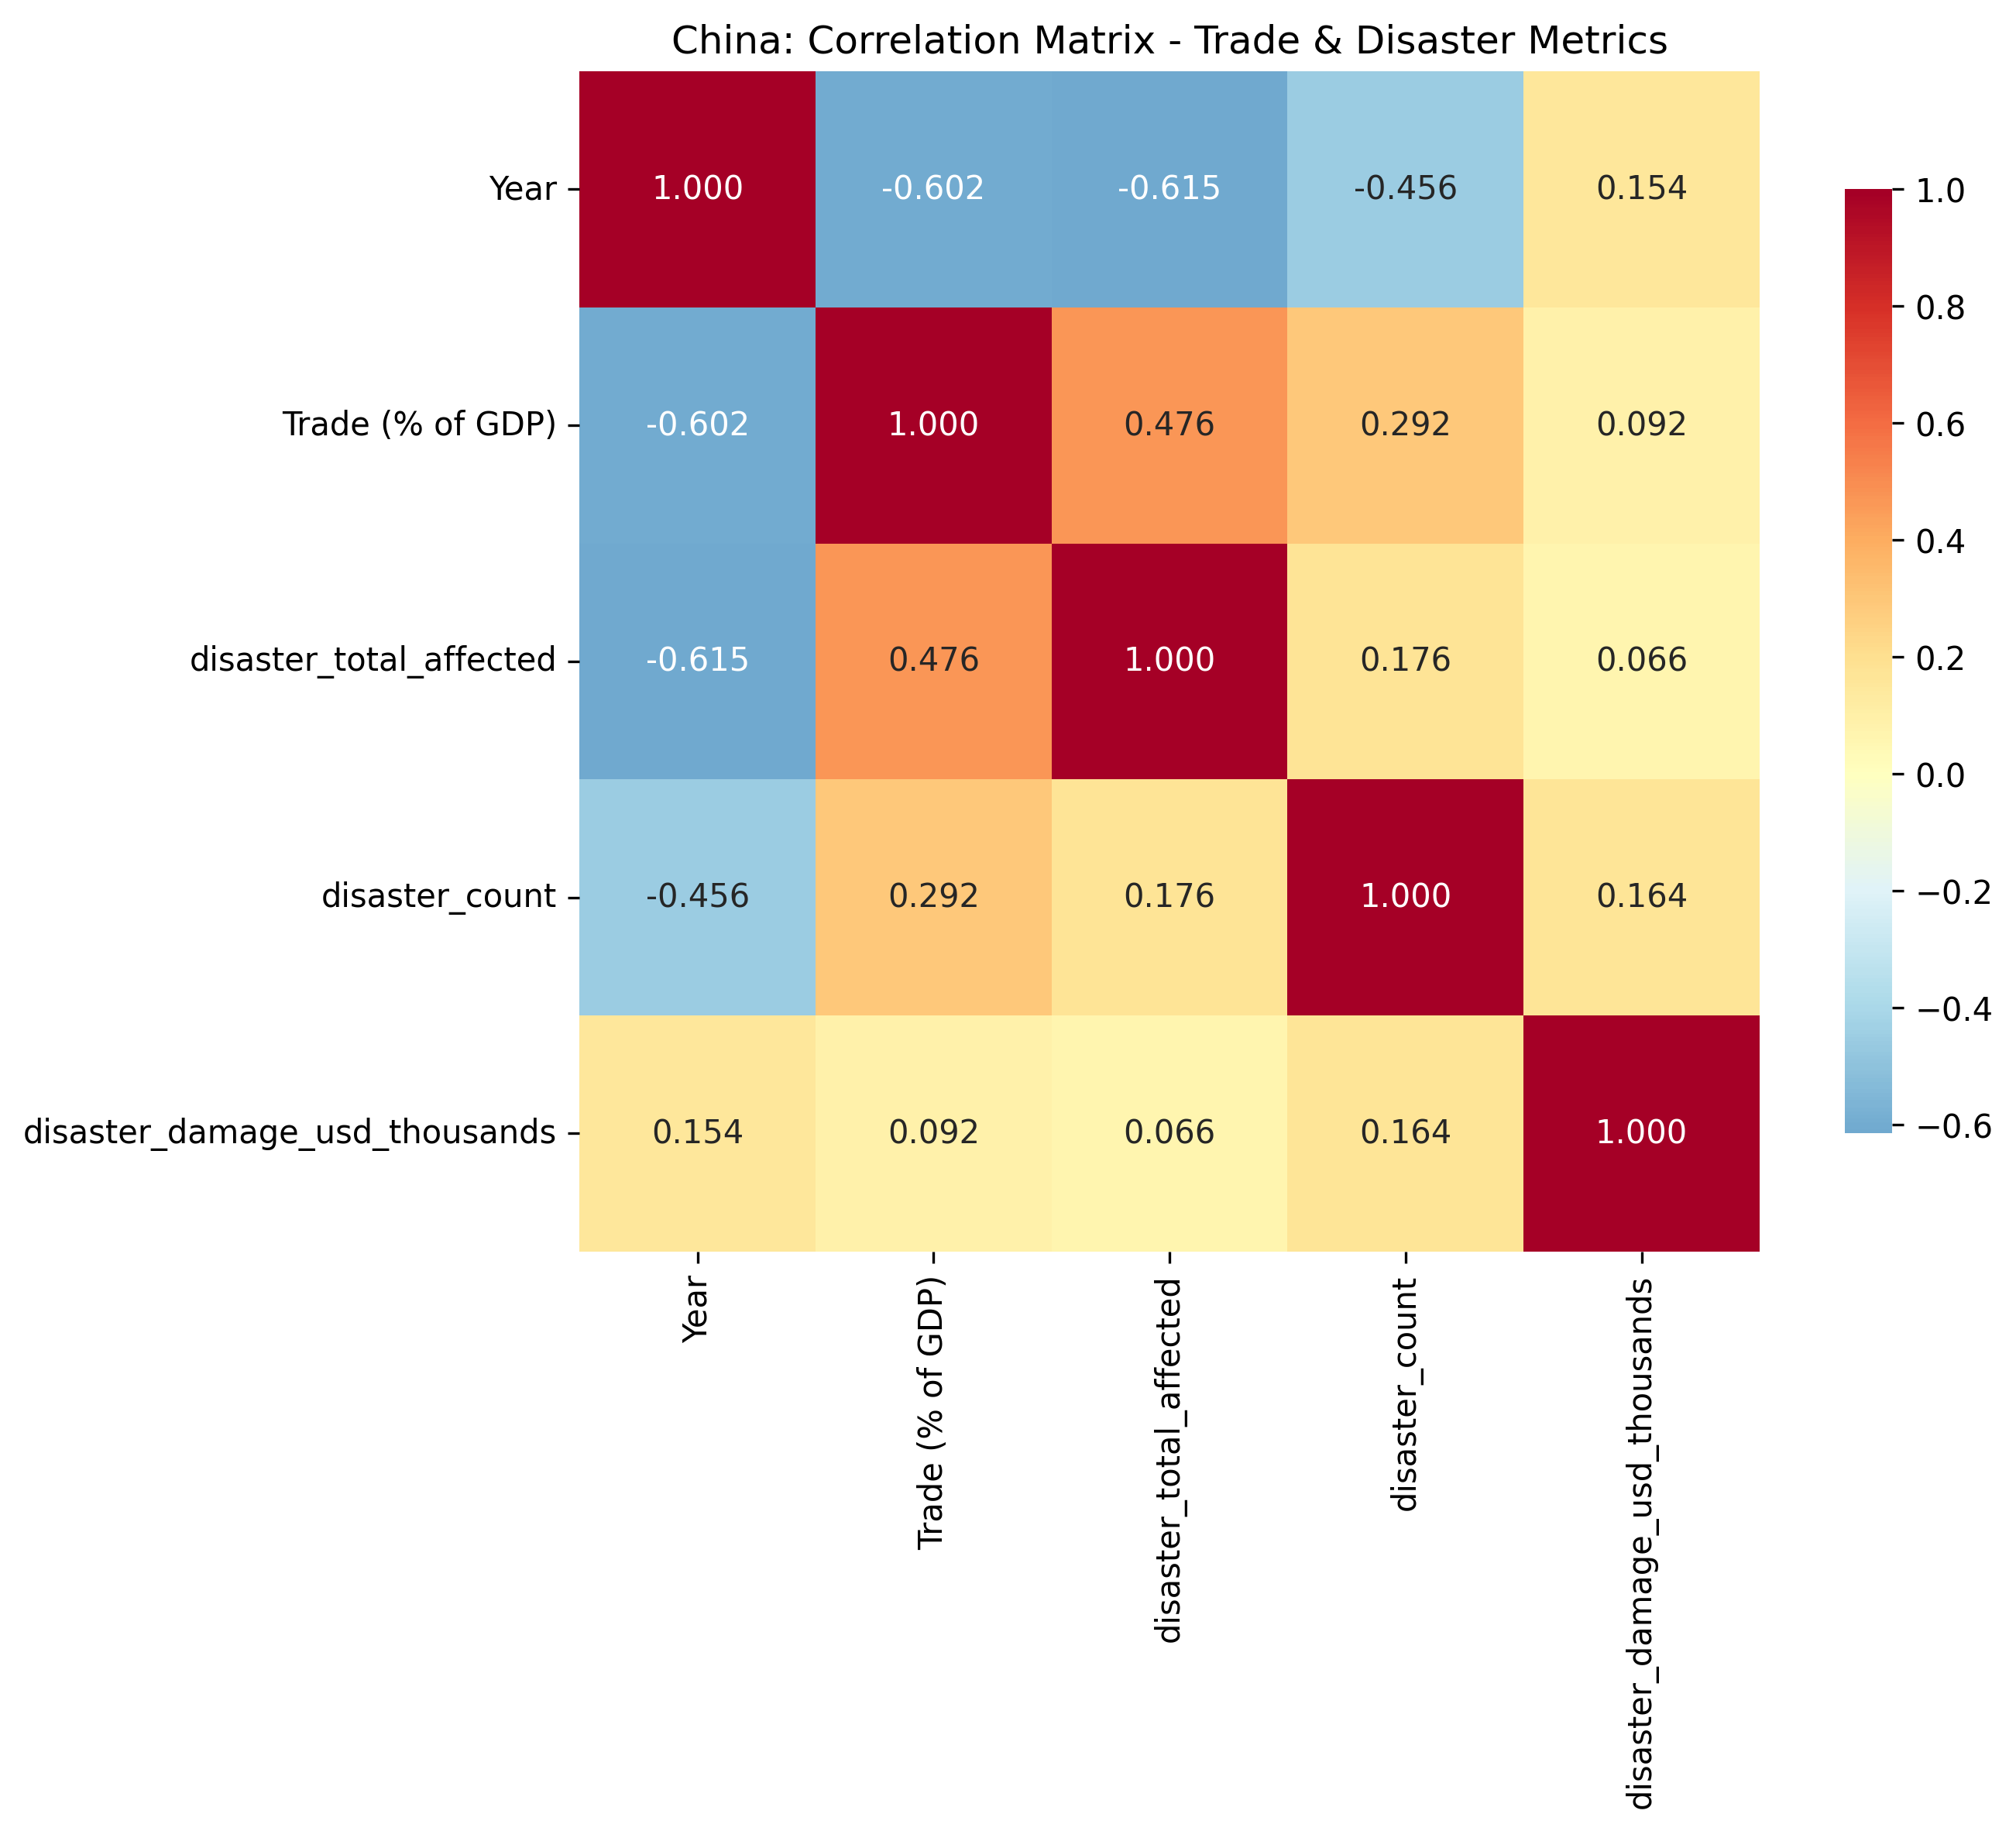 China: Correlation Matrix - Trade & Disaster Metrics
Year 1.000 -0.602 -0.615 -0.456 0.154
Trade (% of GDP) -0.602 1.000 0.476 0.292 0.092
disaster_total_affected -0.615 0.476 1.000 0.176 0.066
disaster_count -0.456 0.292 0.176 1.000 0.164
disaster_damage_usd_thousands 0.154 0.092 0.066 0.164 1.000
Year
Trade (% of GDP)
disaster_total_affected
disaster_count
disaster_damage_usd_thousands
1.0
0.8
0.6
0.4
0.2
0.0
−0.2
−0.4
−0.6